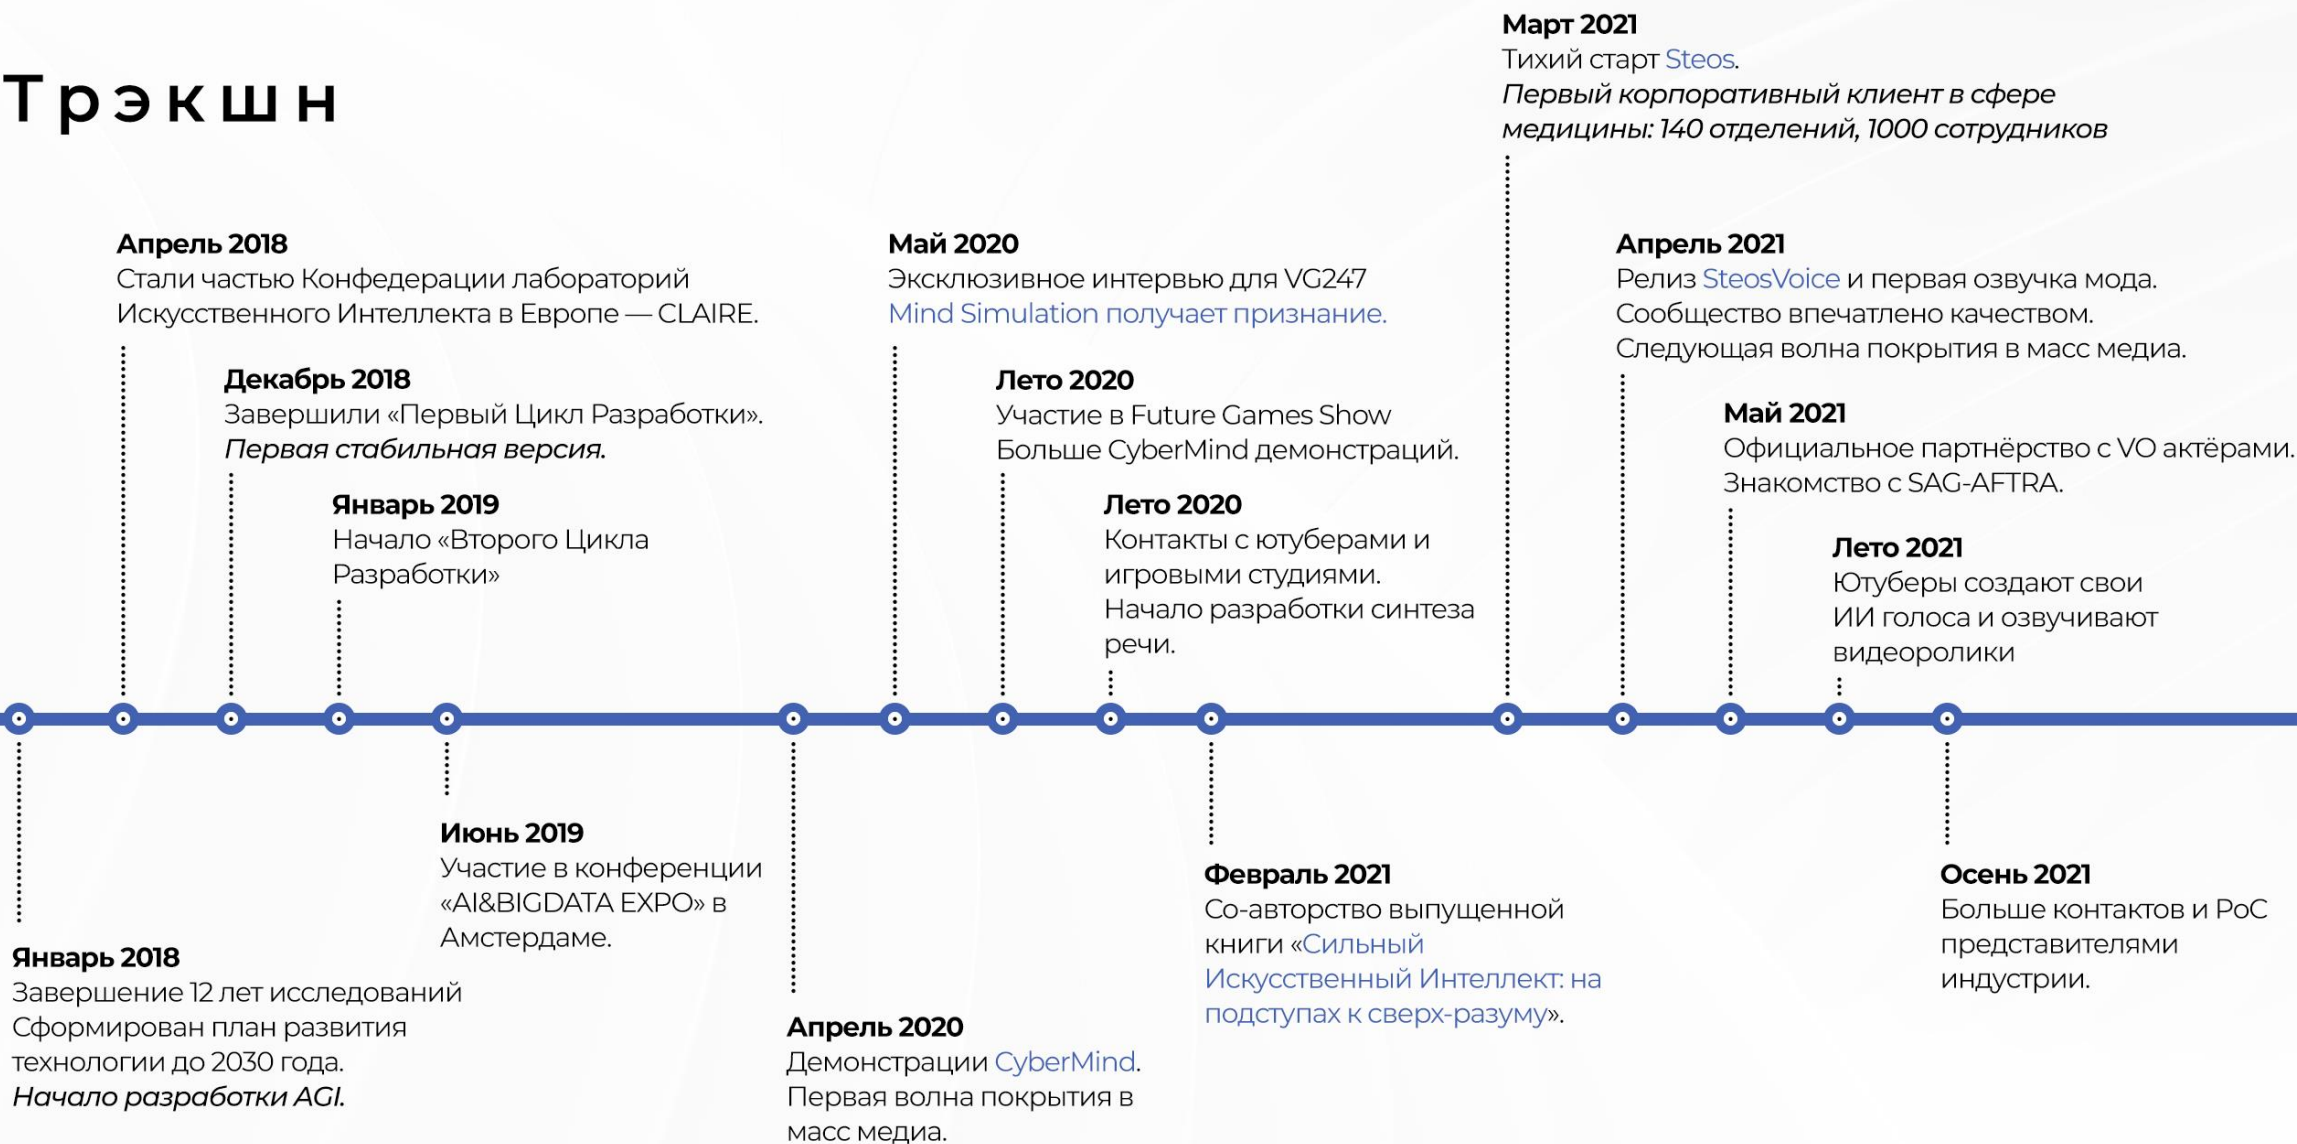 Трэкшн
Январь 2018
Завершение 12 лет исследований
Сформирован план развития
технологии до 2030 года.
Начало разработки AGI.
Апрель 2018
Стали частью Конфедерации лабораторий
Искусственного Интеллекта в Европе — CLAIRE.
Декабрь 2018
Завершили «Первый Цикл Разработки».
Первая стабильная версия.
Январь 2019
Начало «Второго Цикла
Разработки»
Июнь 2019
Участие в конференции
«AI&BIGDATA EXPO» в
Амстердаме.
Апрель 2020
Демонстрации CyberMind.
Первая волна покрытия в
масс медиа.
Май 2020
Эксклюзивное интервью для VG247
Mind Simulation получает признание.
Лето 2020
Участие в Future Games Show
Больше CyberMind демонстраций.
Лето 2020
Контакты с ютуберами и
игровыми студиями.
Начало разработки синтеза
речи.
Февраль 2021
Со-авторство выпущенной
книги «Сильный
Искусственный Интеллект: на
подступах к сверх-разуму».
Март 2021
Тихий старт Steos.
Первый корпоративный клиент в сфере
медицины: 140 отделений, 1000 сотрудников
Апрель 2021
Релиз SteosVoice и первая озвучка мода.
Сообщество впечатлено качеством.
Следующая волна покрытия в масс медиа.
Май 2021
Официальное партнёрство с VO актёрами.
Знакомство с SAG-AFTRA.
Лето 2021
Ютуберы создают свои
ИИ голоса и озвучивают
видеоролики
Осень 2021
Больше контактов и PoC
представителями
индустрии.